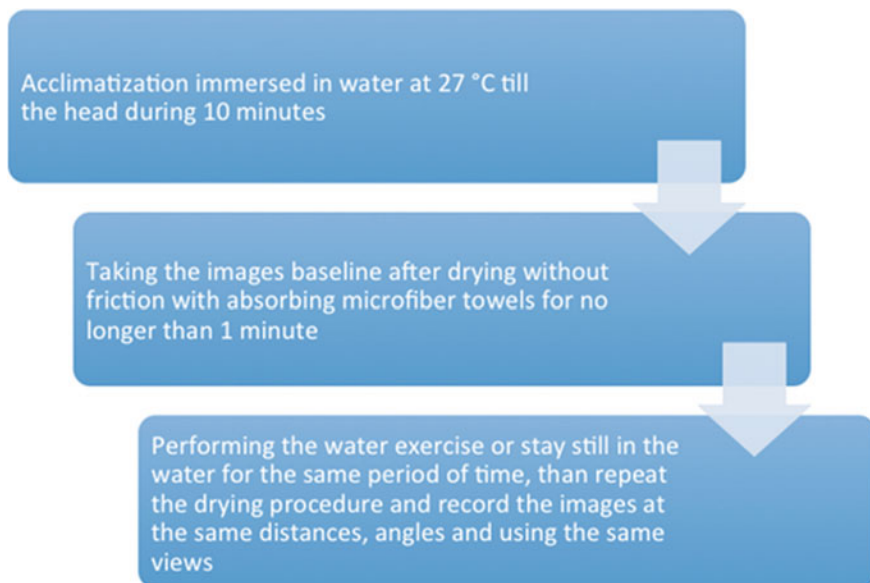 Acclimatization immersed in water at 27 °C till
the head during 10 minutes
Taking the images baseline after drying without
friction with absorbing microfiber towels for no
longer than 1 minute
Performing the water exercise or stay still in the
water for the same period of time, than repeat
the drying procedure and record the images at
the same distances, angles and using the same
views